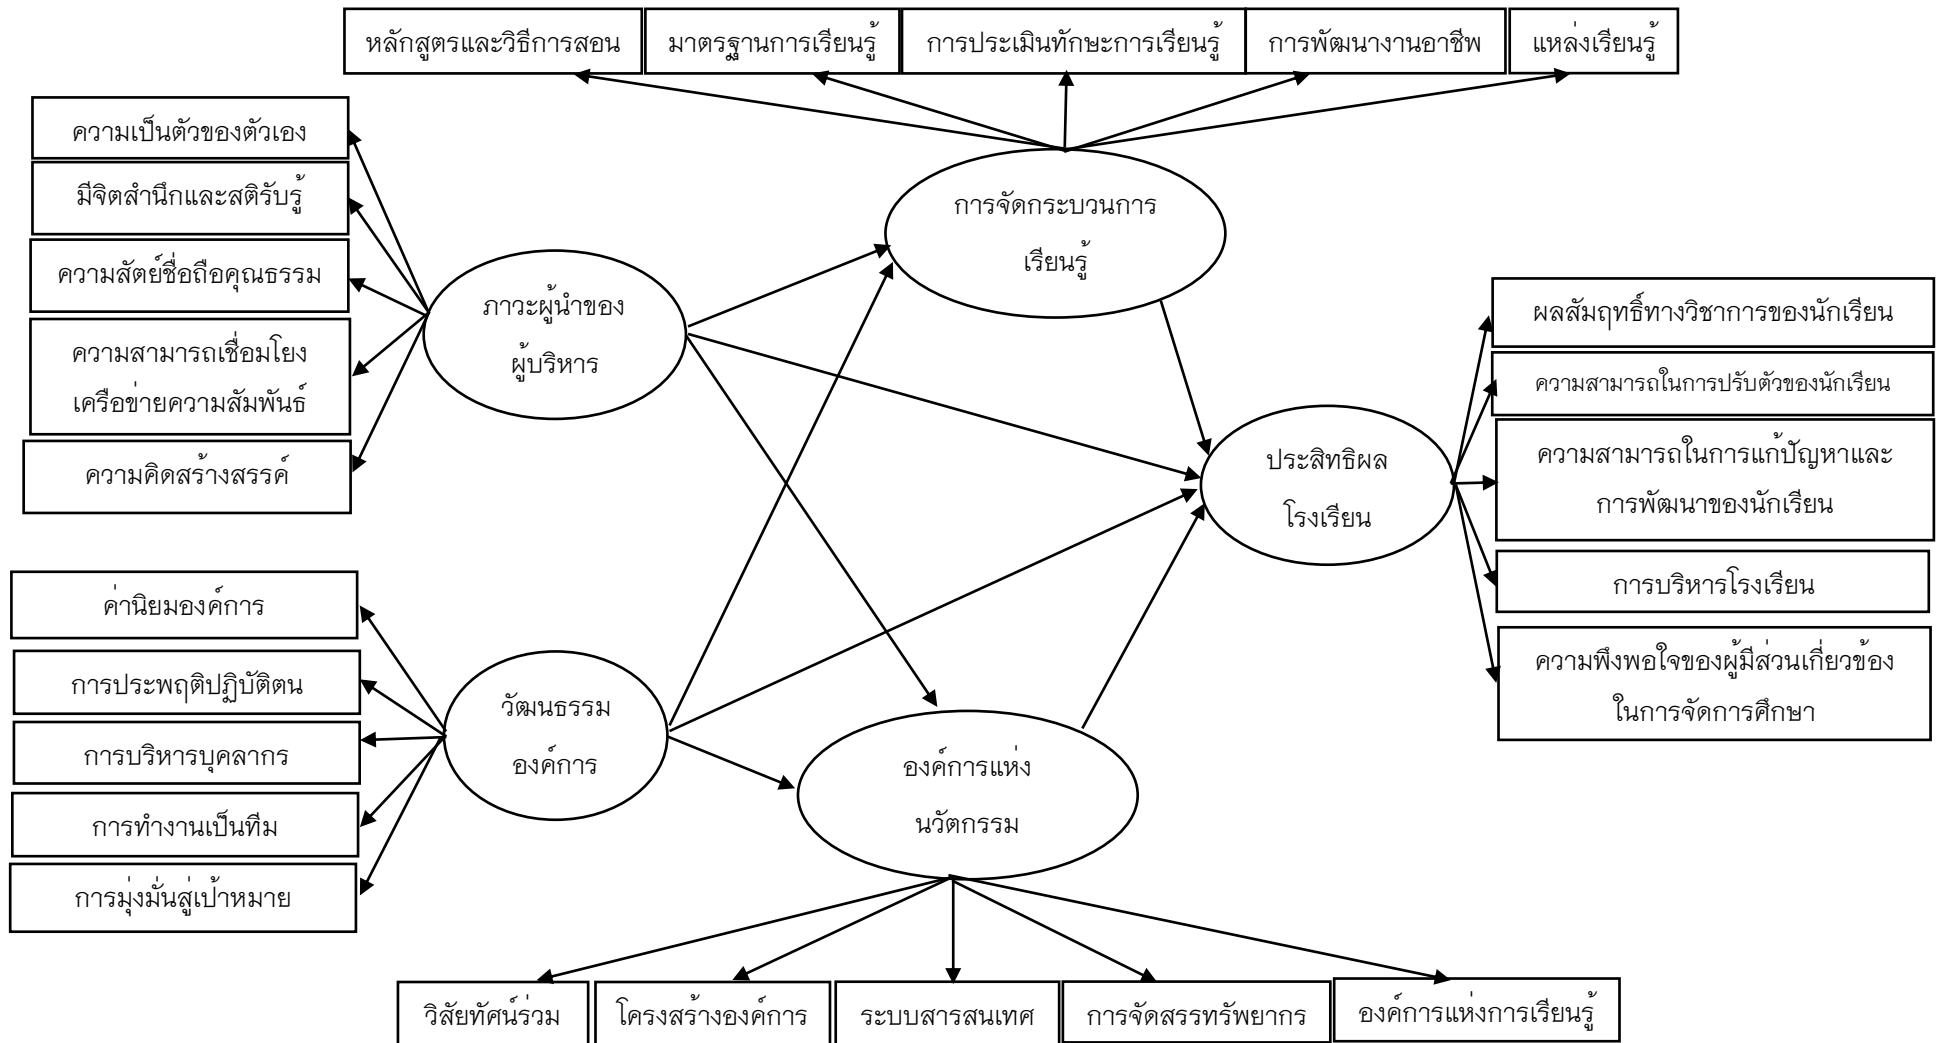 หลักสูตรและวิธีการสอน
มาตรฐานการเรียนรู้
การประเมินทักษะการเรียนรู้
การพัฒนางานอาชีพ
แหล่งเรียนรู้
ความเป็นตัวของตัวเอง
มีจิตสำนึกและสติรับรู้
ความสัตย์ซื่อถือคุณธรรม
ความสามารถเชื่อมโยง
เครือข่ายความสัมพันธ์
ความคิดสร้างสรรค์
ภาวะผู้นำของ
ผู้บริหาร
การจัดกระบวนการ
เรียนรู้
ประสิทธิผล
โรงเรียน
ผลสัมฤทธิ์ทางวิชาการของนักเรียน
ความสามารถในการปรับตัวของนักเรียน
ความสามารถในการแก้ปัญหาและ
การพัฒนาของนักเรียน
การบริหารโรงเรียน
ความพึงพอใจของผู้มีส่วนเกี่ยวข้อง
ในการจัดการศึกษา
ค่านิยมองค์การ
การประพฤติปฏิบัติตน
การบริหารบุคลากร
การทำงานเป็นทีม
การมุ่งมั่นสู่เป้าหมาย
วัฒนธรรม
องค์การ
องค์การแห่ง
นวัตกรรม
วิสัยทัศน์ร่วม
โครงสร้างองค์การ
ระบบสารสนเทศ
การจัดสรรทรัพยากร
องค์การแห่งการเรียนรู้